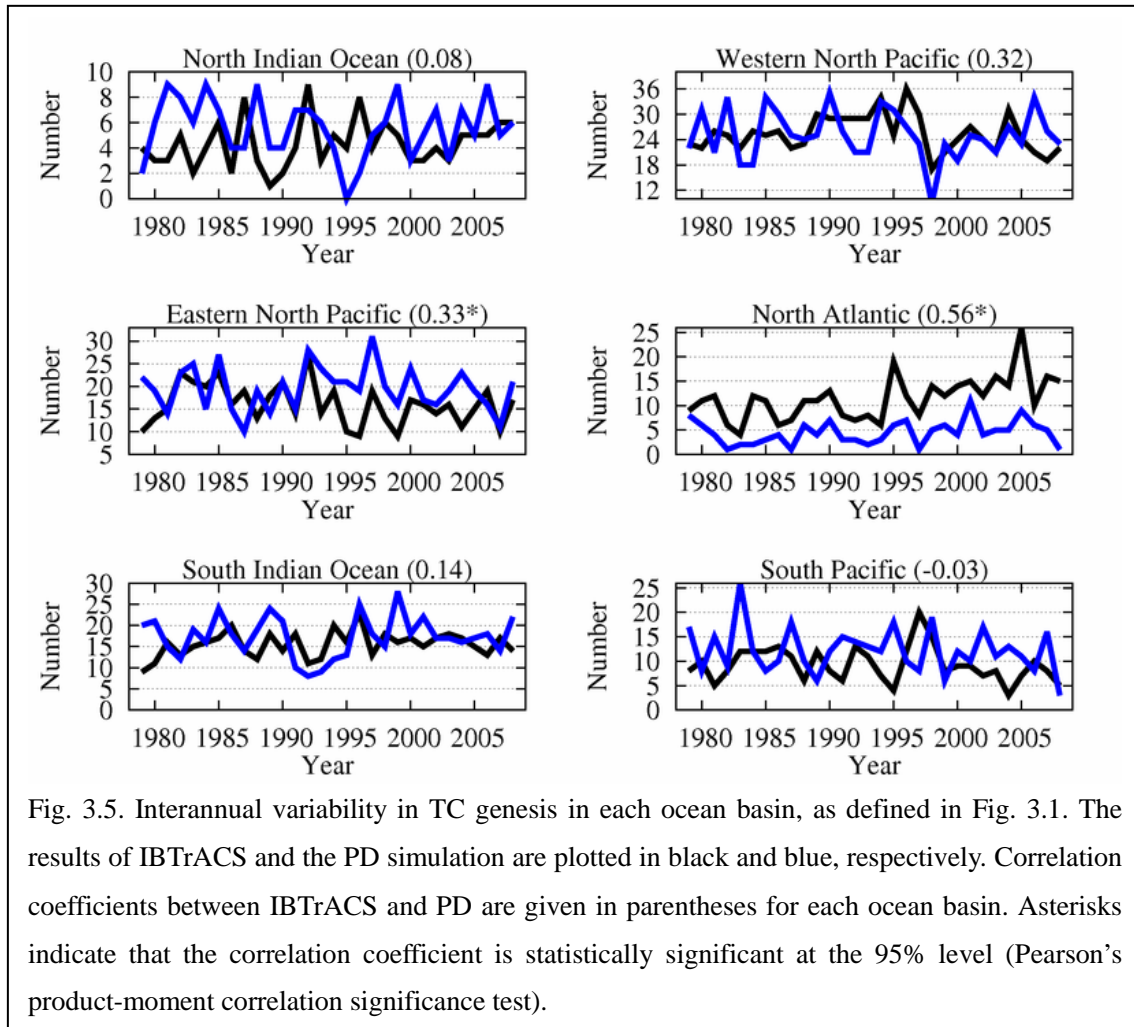 North Indian Ocean (0.08)
Number
10
8
6
4
2
0
1980 1985 1990 1995 2000 2005
Year
Western North Pacific (0.32)
Number
36
30
24
18
12
1980 1985 1990 1995 2000 2005
Year
Eastern North Pacific (0.33*)
Number
30
25
20
15
10
5
1980 1985 1990 1995 2000 2005
Year
North Atlantic (0.56*)
Number
25
20
15
10
5
0
1980 1985 1990 1995 2000 2005
Year
South Indian Ocean (0.14)
Number
30
25
20
15
10
5
0
1980 1985 1990 1995 2000 2005
Year
South Pacific (-0.03)
Number
25
20
15
10
5
0
1980 1985 1990 1995 2000 2005
Year
Fig. 3.5. Interannual variability in TC genesis in each ocean basin, as defined in Fig. 3.1. The
results of IBTrACS and the PD simulation are plotted in black and blue, respectively. Correlation
coefficients between IBTrACS and PD are given in parentheses for each ocean basin. Asterisks
indicate that the correlation coefficient is statistically significant at the 95% level (Pearson’s
product-moment correlation significance test).